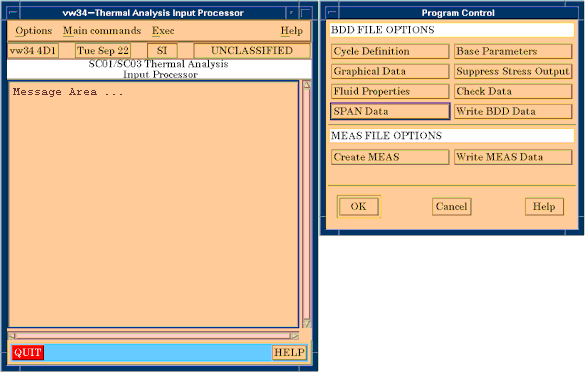 vw34—Thermal Analysis Input Processor
Options Main commands Exec Help
vw34 4D1 Tue Sep 22 SI UNCLASSIFIED
SC01/SC03 Thermal Analysis
Input Processor
Message Area ...
QUIT HELP
Program Control
BDD FILE OPTIONS
Cycle Definition Base Parameters
Graphical Data Suppress Stress Output
Fluid Properties Check Data
SPAN Data Write BDD Data
MEAS FILE OPTIONS
Create MEAS Write MEAS Data
OK Cancel Help